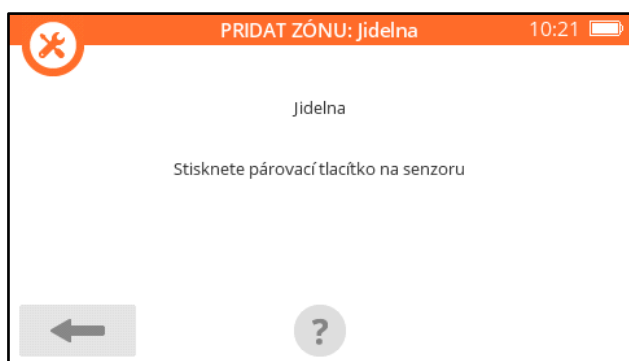 PRIDAT ZÓNU: Jidelna 10:21
Jidelna
Stisknete párovací tlacítko na senzoru
?